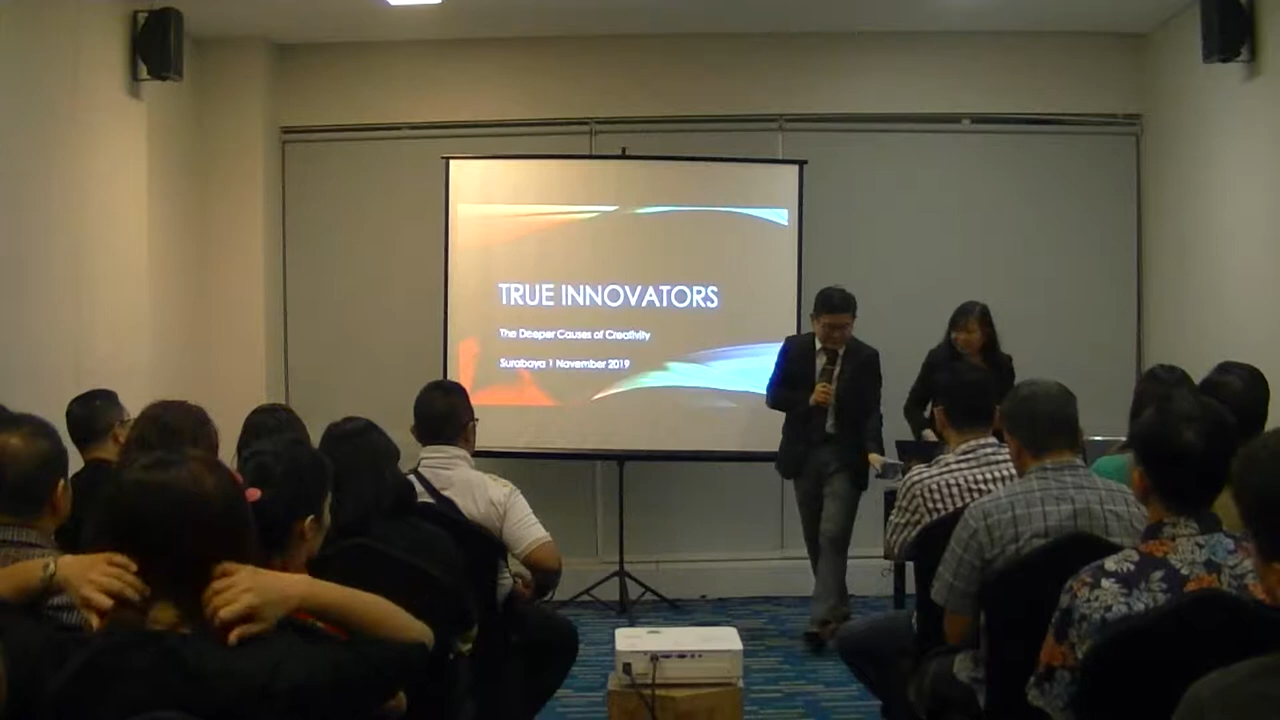 TRUE INNOVATORS
The Deeper Causes of Creativity
Surabaya 1 November 2019